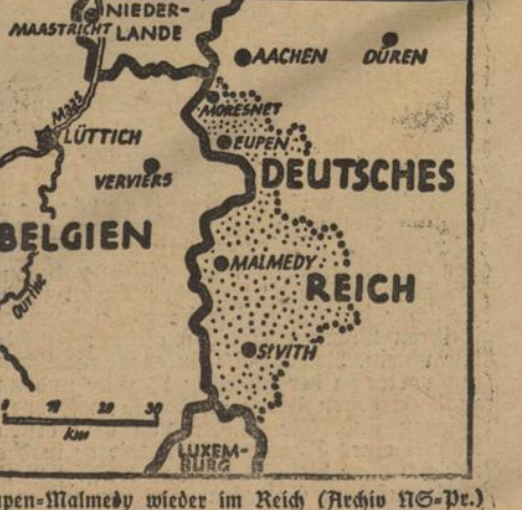 NIEDER-
LANDE
MAASTRICHT
AACHEN
DÜREN
MORESNET
Maas
LÜTTICH
EUPEN
VERVIERS
DEUTSCHES
BELGIEN
MALMEDY
REICH
Ourthe
St VITH
0 10 20 30
km
LUXEM-
BURG
upen=Malmedy wieder im Reich (Archiv NS=Pr.)